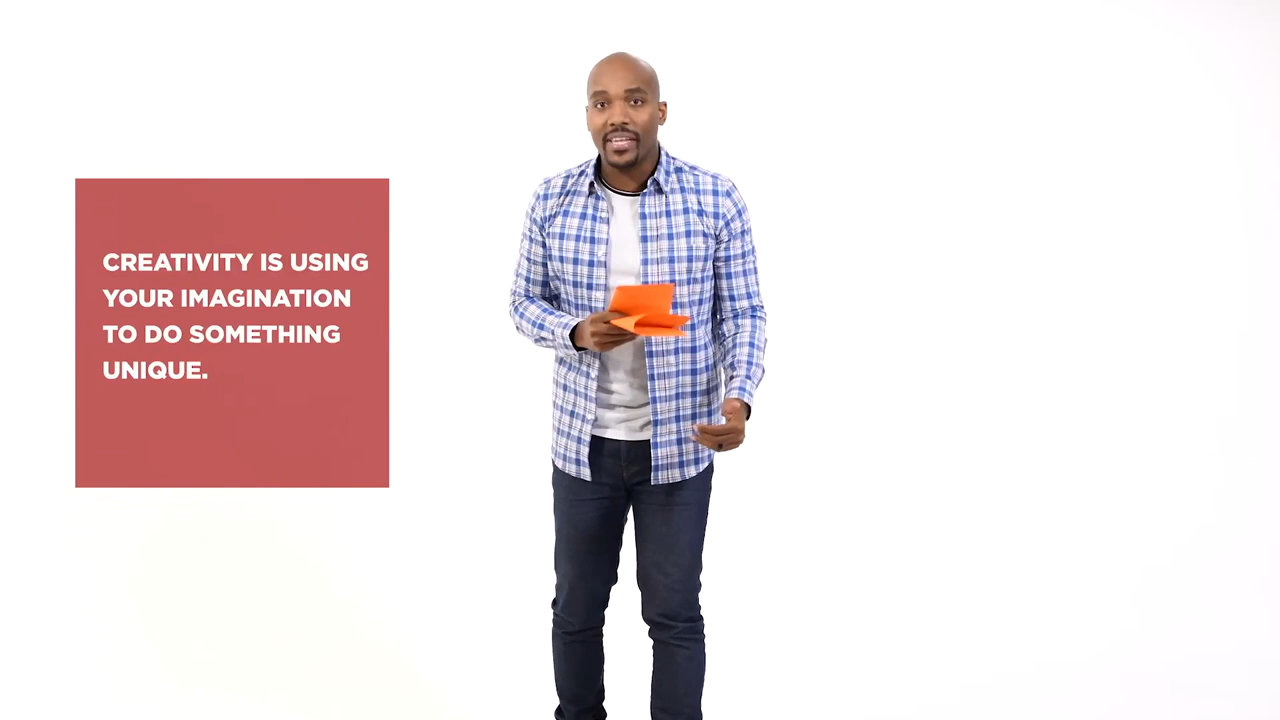 CREATIVITY IS USING
YOUR IMAGINATION
TO DO SOMETHING
UNIQUE.